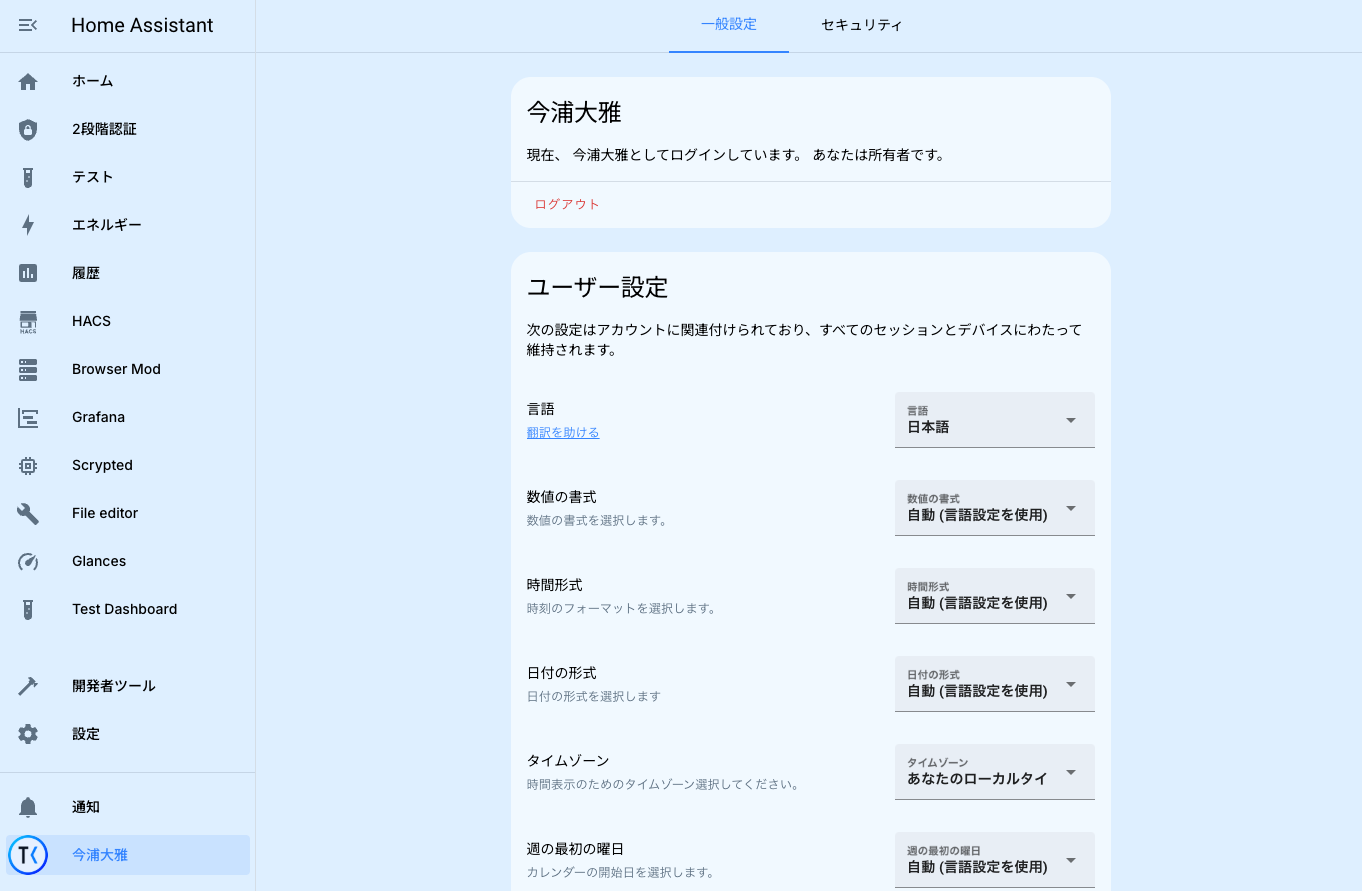 Home Assistant
ホーム
2段階認証
テスト
エネルギー
履歴
HACS
HACS
Browser Mod
Grafana
Scrypted
File editor
Glances
Test Dashboard
開発者ツール
設定
通知
今浦大雅
一般設定
セキュリティ
今浦大雅
現在、 今浦大雅としてログインしています。 あなたは所有者です。
ログアウト
ユーザー設定
次の設定はアカウントに関連付けられており、すべてのセッションとデバイスにわたって
維持されます。
言語
翻訳を助ける
言語
日本語
数値の書式
数値の書式を選択します。
数値の書式
自動 (言語設定を使用)
時間形式
時刻のフォーマットを選択します。
時間形式
自動 (言語設定を使用)
日付の形式
日付の形式を選択します
日付の形式
自動 (言語設定を使用)
タイムゾーン
時間表示のためのタイムゾーン選択してください。
タイムゾーン
あなたのローカルタイ
週の最初の曜日
カレンダーの開始日を選択します。
週の最初の曜日
自動 (言語設定を使用)